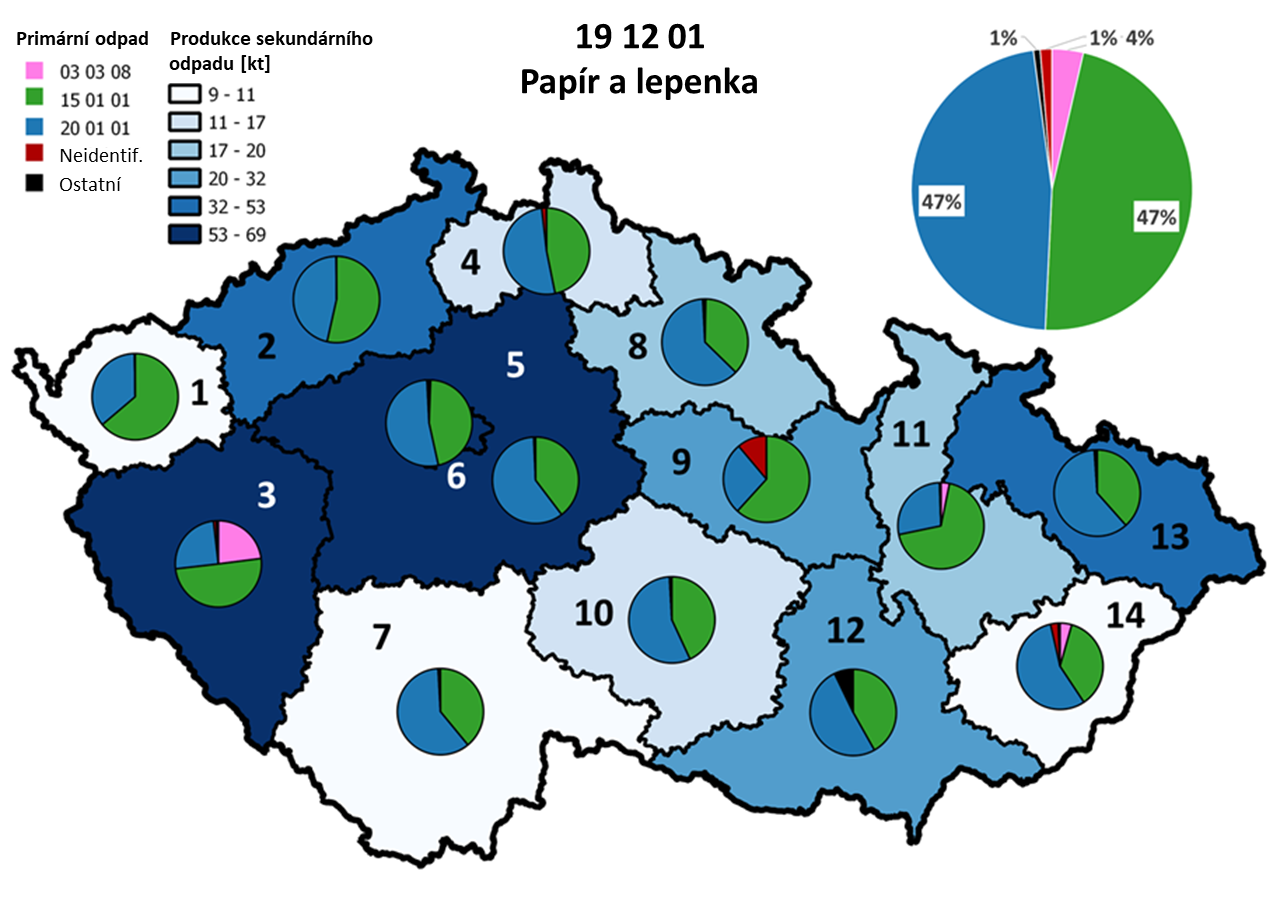 19 12 01
Papír a lepenka
Primární odpad
03 03 08
15 01 01
20 01 01
Neidentif.
Ostatní
Produkce sekundárního
odpadu [kt]
9 - 11
11 - 17
17 - 20
20 - 32
32 - 53
53 - 69
1%
1%
4%
47%
47%
1
2
3
4
5
6
7
8
9
10
11
12
13
14